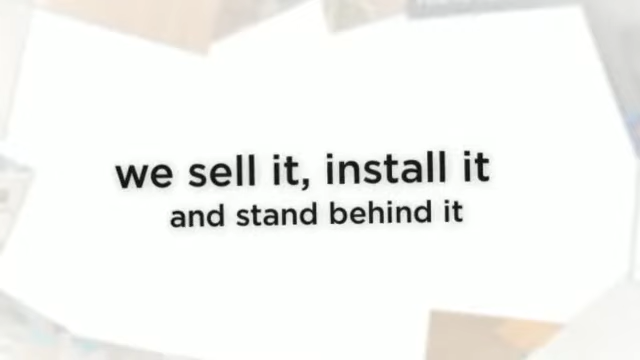 we sell it, install it
and stand behind it